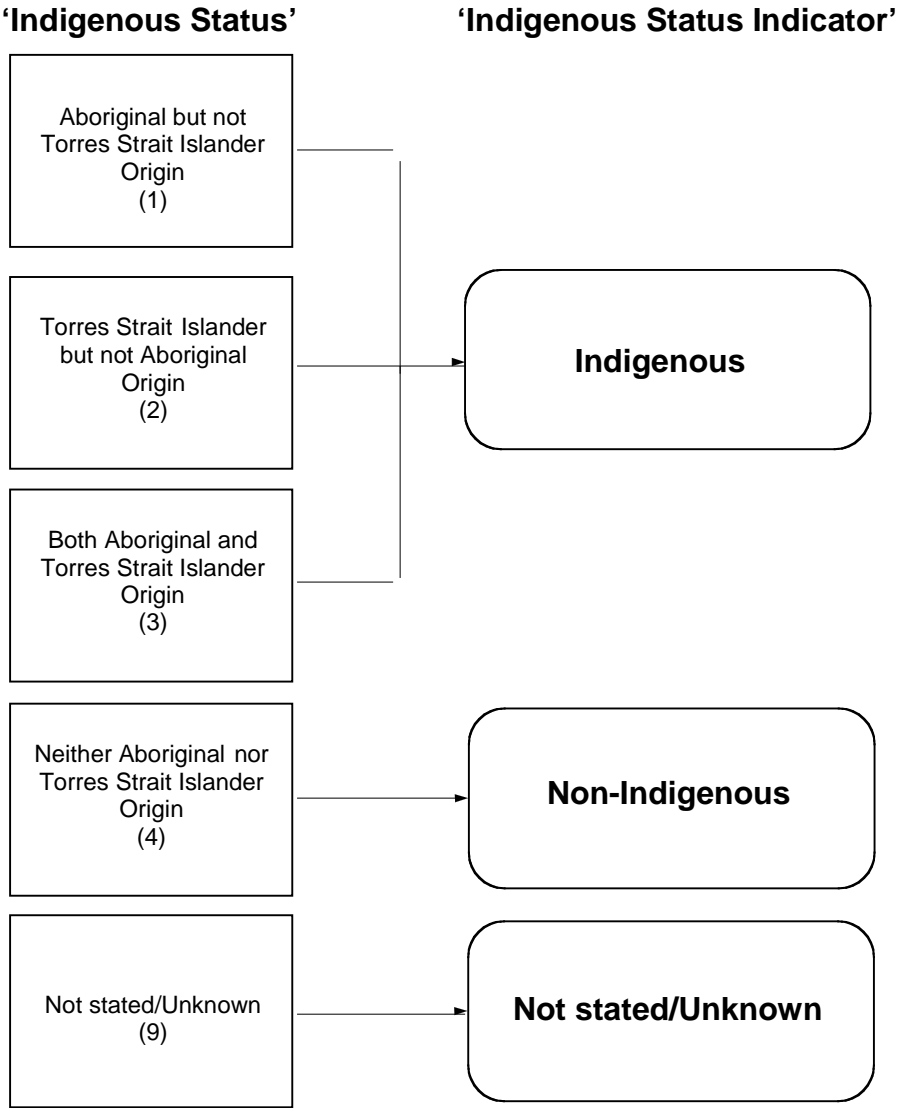 ‘Indigenous Status’
‘Indigenous Status Indicator’
Aboriginal but not
Torres Strait Islander
Origin
(1)
Torres Strait Islander
but not Aboriginal
Origin
(2)
Indigenous
Both Aboriginal and
Torres Strait Islander
Origin
(3)
Neither Aboriginal nor
Torres Strait Islander
Origin
(4)
Non-Indigenous
Not stated/Unknown
(9)
Not stated/Unknown